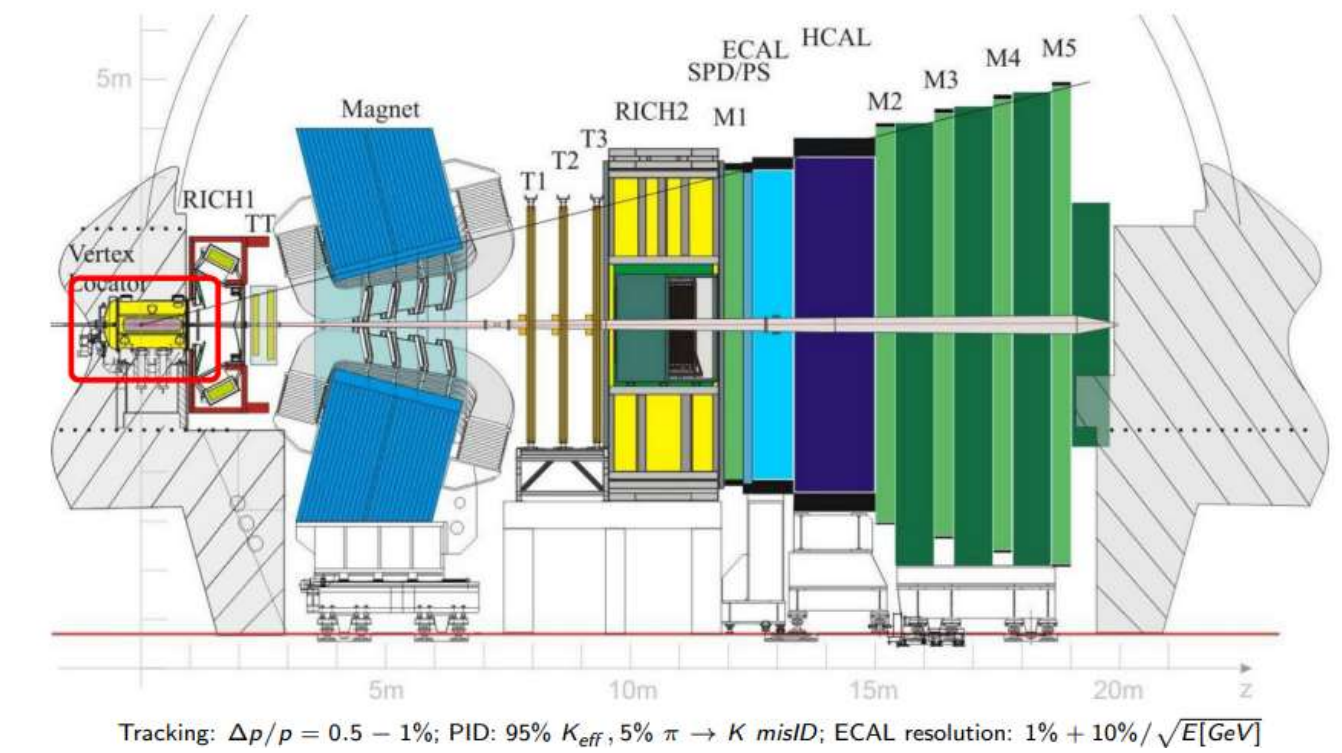 5m
Magnet
RICH1
TT
Vertex
Locator
T1
T2
T3
RICH2
M1
SPD/PS
ECAL
HCAL
M2
M3
M4
M5
5m
10m
15m
20m
z
Tracking: Δp/p = 0.5 − 1%; PID: 95% K_eff, 5% π → K misID; ECAL resolution: 1% + 10%/√E[GeV]